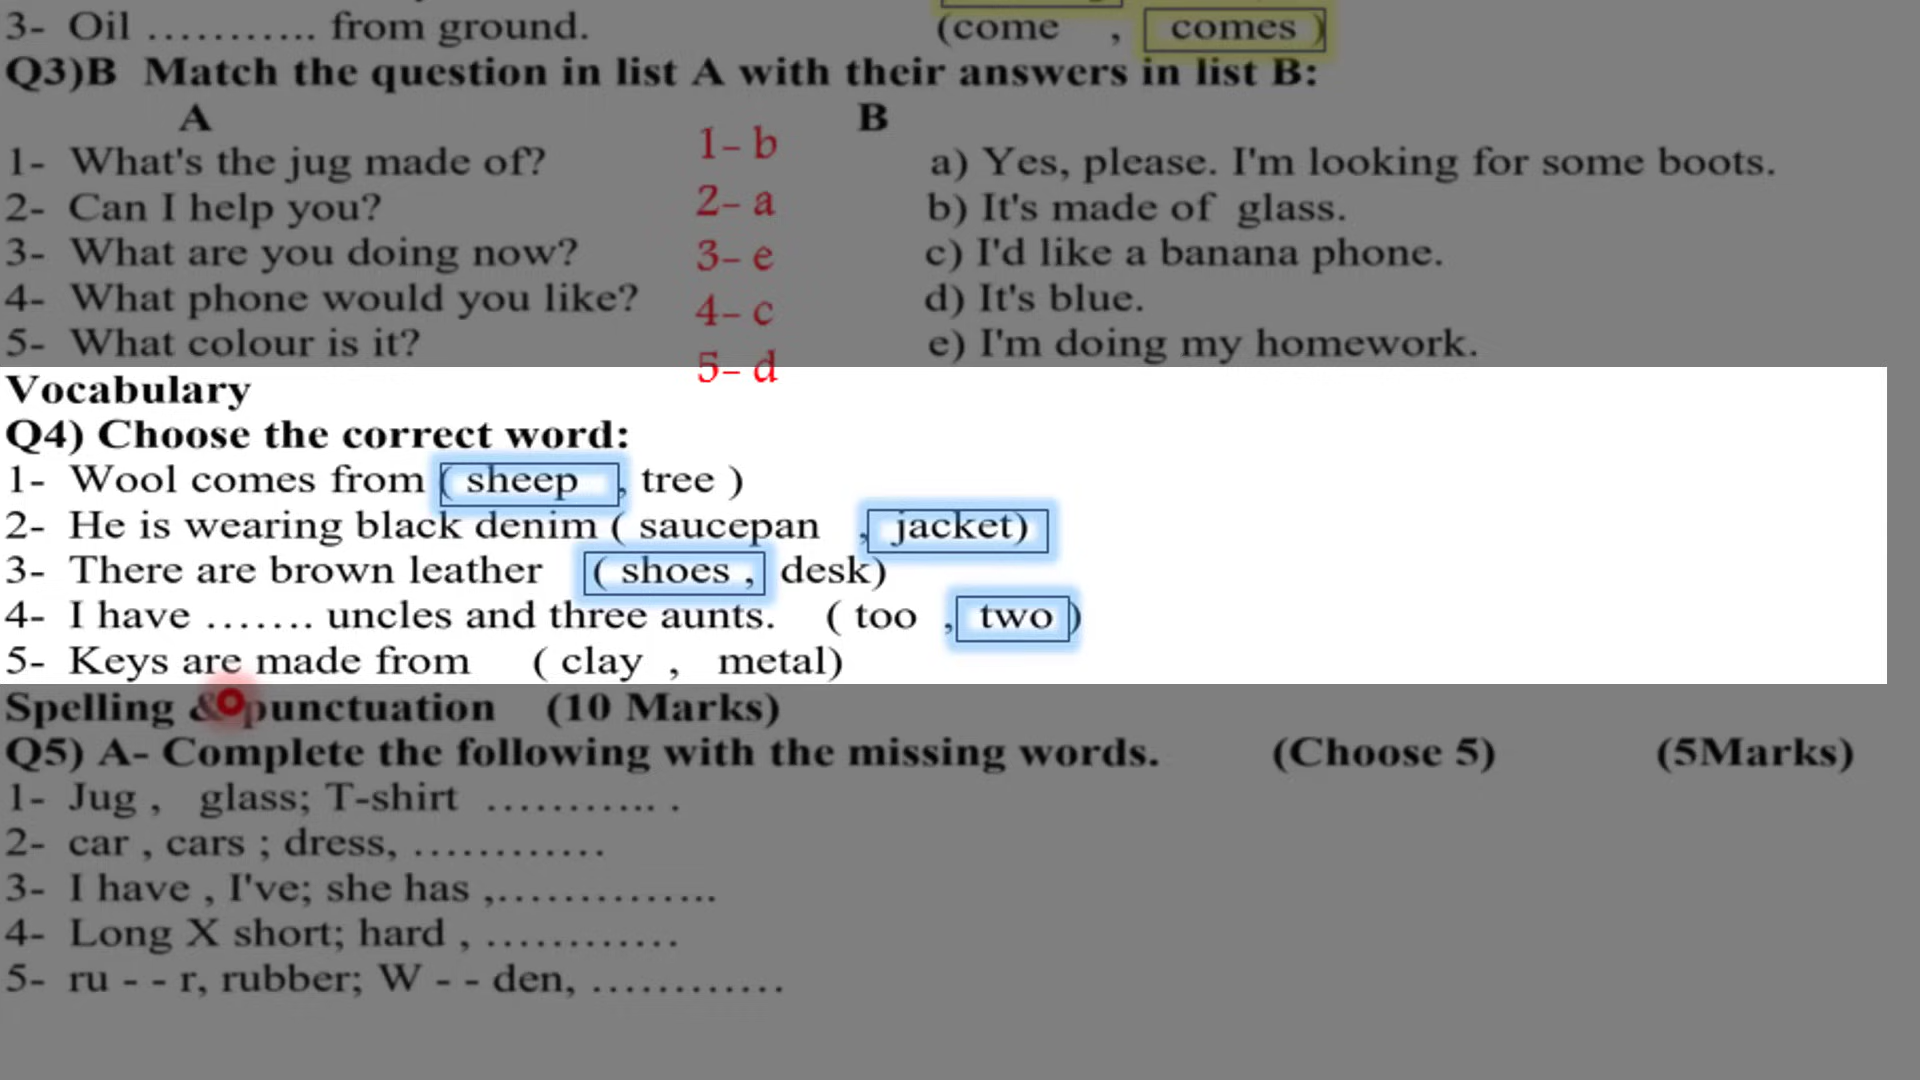 3- Oil ........... from ground. (come , comes )
Q3)B Match the question in list A with their answers in list B:
A B
1- What's the jug made of? 1- b a) Yes, please. I'm looking for some boots.
2- Can I help you? 2- a b) It's made of glass.
3- What are you doing now? 3- e c) I'd like a banana phone.
4- What phone would you like? 4- c d) It's blue.
5- What colour is it? 5- d e) I'm doing my homework.
Vocabulary
Q4) Choose the correct word:
1- Wool comes from ( sheep , tree )
2- He is wearing black denim ( saucepan , jacket)
3- There are brown leather ( shoes , desk)
4- I have ....... uncles and three aunts. ( too , two )
5- Keys are made from ( clay , metal)
Spelling & punctuation (10 Marks)
Q5) A- Complete the following with the missing words. (Choose 5) (5Marks)
1- Jug , glass; T-shirt ........... .
2- car , cars ; dress, ............
3- I have , I've; she has ,..............
4- Long X short; hard , ............
5- ru - - r, rubber; W - - den, ............